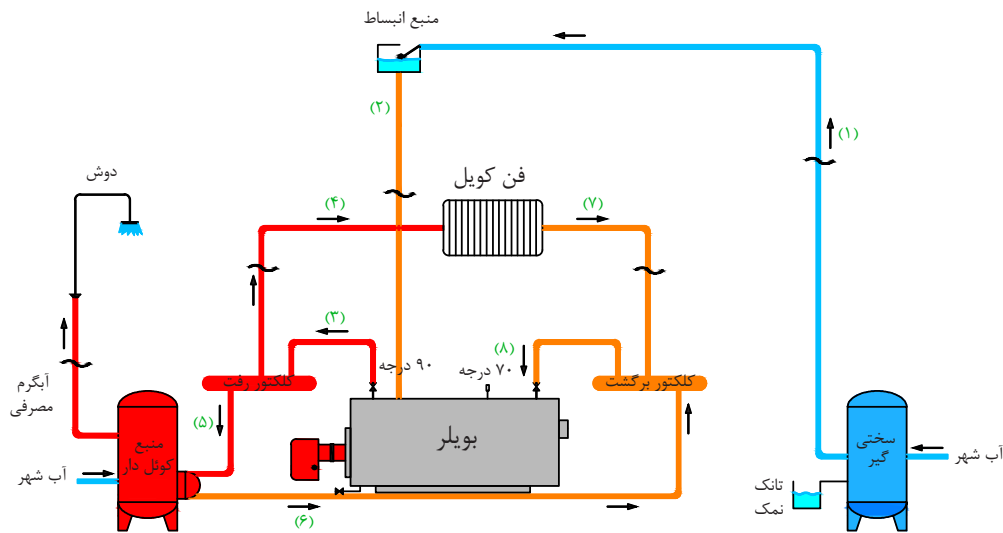 منبع انبساط
(۲)
(۱)
دوش
فن کویل
(۴)
(۷)
(۳)
(۸)
۹۰ درجه
۷۰ درجه
کلکتور رفت
کلکتور برگشت
آبگرم
مصرفی
(۵)
بویلر
منبع
کوئل دار
آب شهر
سختی
گیر
آب شهر
تانک
نمک
(۶)